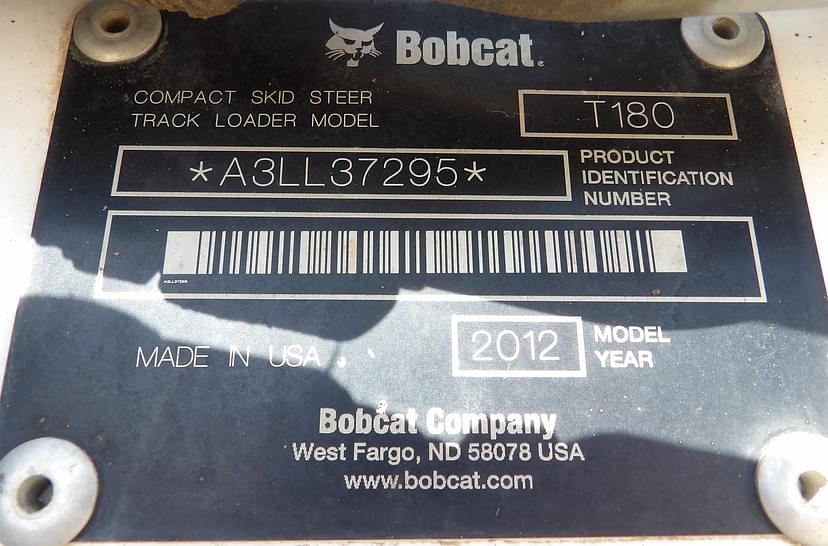 Bobcat®
COMPACT SKID STEER
TRACK LOADER MODEL
T180
*A3LL37295*
PRODUCT
IDENTIFICATION
NUMBER
A3LL37295
MADE IN USA
2012
MODEL
YEAR
Bobcat Company
West Fargo, ND 58078 USA
www.bobcat.com